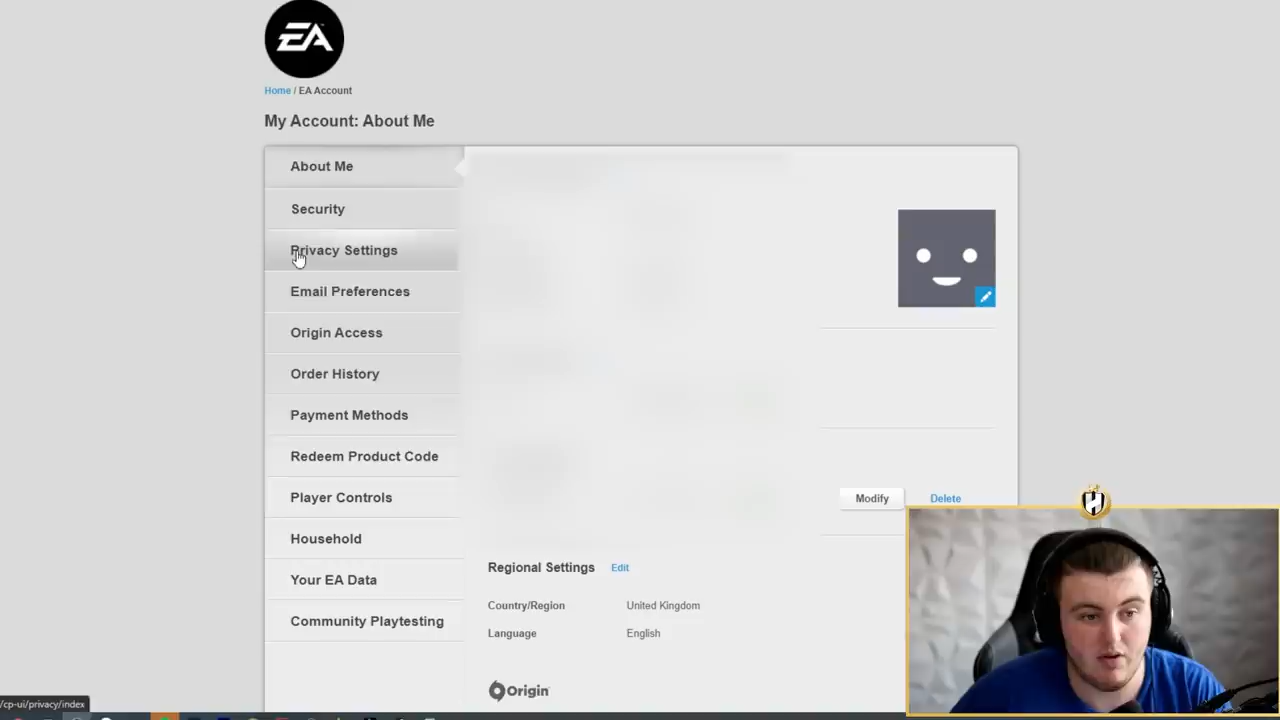 EA
Home / EA Account
My Account: About Me
About Me
Security
Privacy Settings
Email Preferences
Origin Access
Order History
Payment Methods
Redeem Product Code
Player Controls
Household
Your EA Data
Community Playtesting
Modify Delete
Regional Settings Edit
Country/Region United Kingdom
Language English
Origin
/cp-ui/privacy/index